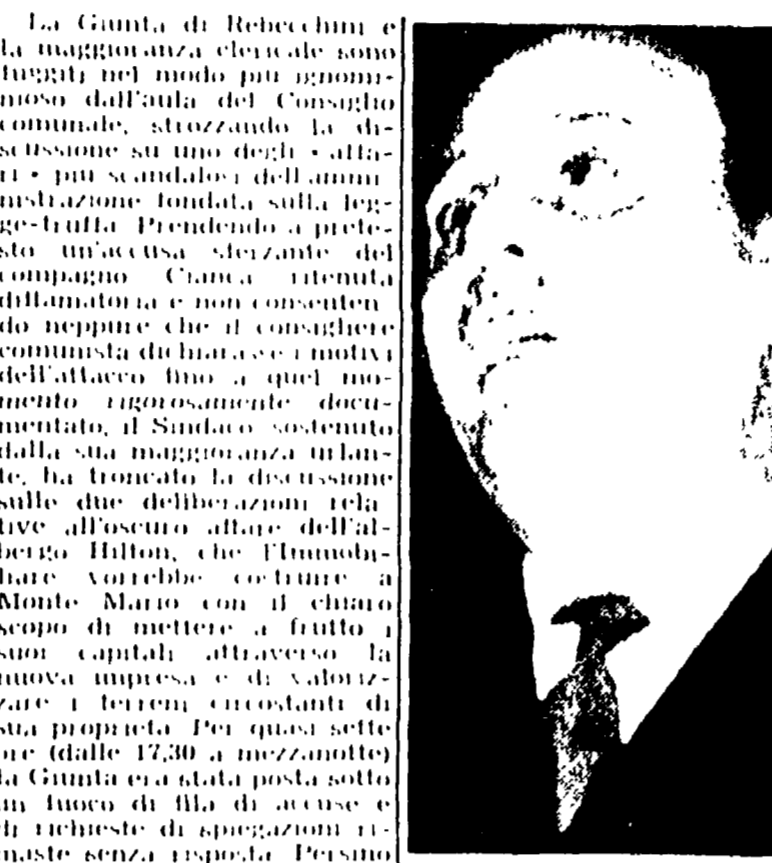 La Giunta di Rebecchini e
la maggioranza clericale sono
fuggiti nel modo più ignomi-
nioso dall'aula del Consiglio
comunale, strozzando la di-
scussione su uno degli « affa-
ri » più scandalosi dell'ammi
nistrazione fondata sulla leg-
ge-truffa Prendendo a prete-
sto un'accusa sferzante del
compagno Cianca ritenuta
diffamatoria e non consenten
do neppure che il consigliere
comunista dichiarasse i motivi
dell'attacco fino a quel mo-
mento rigorosamente docu-
mentato, il Sindaco sostenuto
dalla sua maggioranza urlan-
te, ha troncato la discussione
sulle due deliberazioni rela
tive all'oscuro affare dell'al-
bergo Hilton, che l'Immobi-
liare vorrebbe costruire a
Monte Mario con il chiaro
scopo di mettere a frutto i
suoi capitali attraverso la
nuova impresa e di valoriz-
zare i terreni circostanti di
sua proprietà Per quasi sette
ore (dalle 17,30 a mezzanotte)
la Giunta era stata posta sotto
un fuoco di fila di accuse e
di richieste di spiegazioni ri-
maste senza risposta Persino